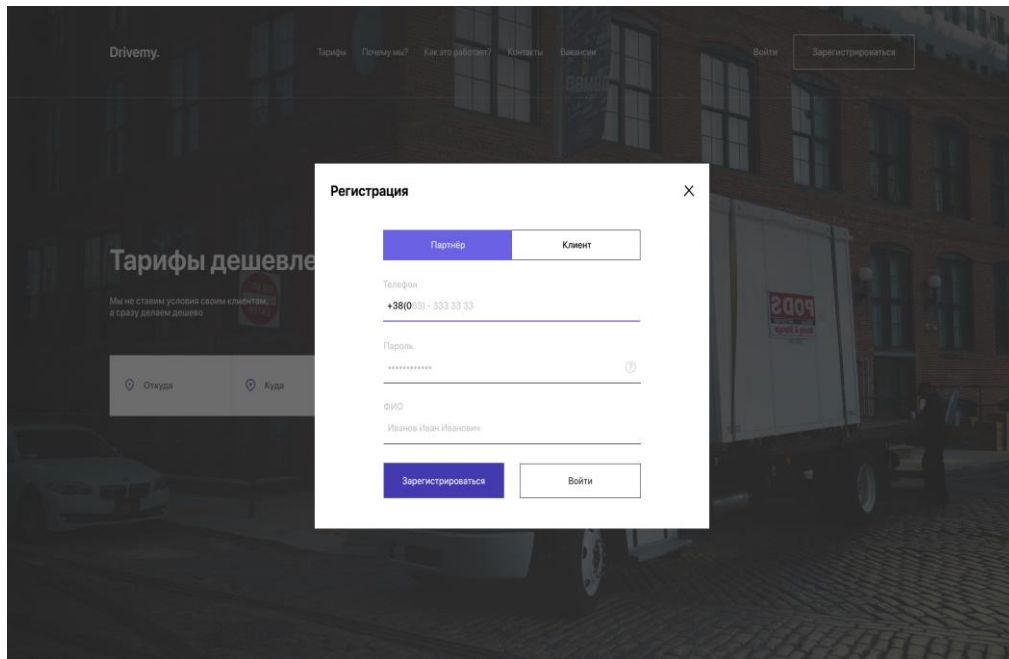 Drivemy.
Тарифы Почему мы? Как это работает? Контакты Вакансии
Войти Зарегистрироваться
Регистрация
Партнёр Клиент
Телефон
+38(063) - 333 33 33
Пароль
************
?
ФИО
Иванов Иван Иванович
Зарегистрироваться Войти
Тарифы дешевле
Мы не ставим условия своим клиентам,
а сразу делаем дешево
Откуда Куда
PODS